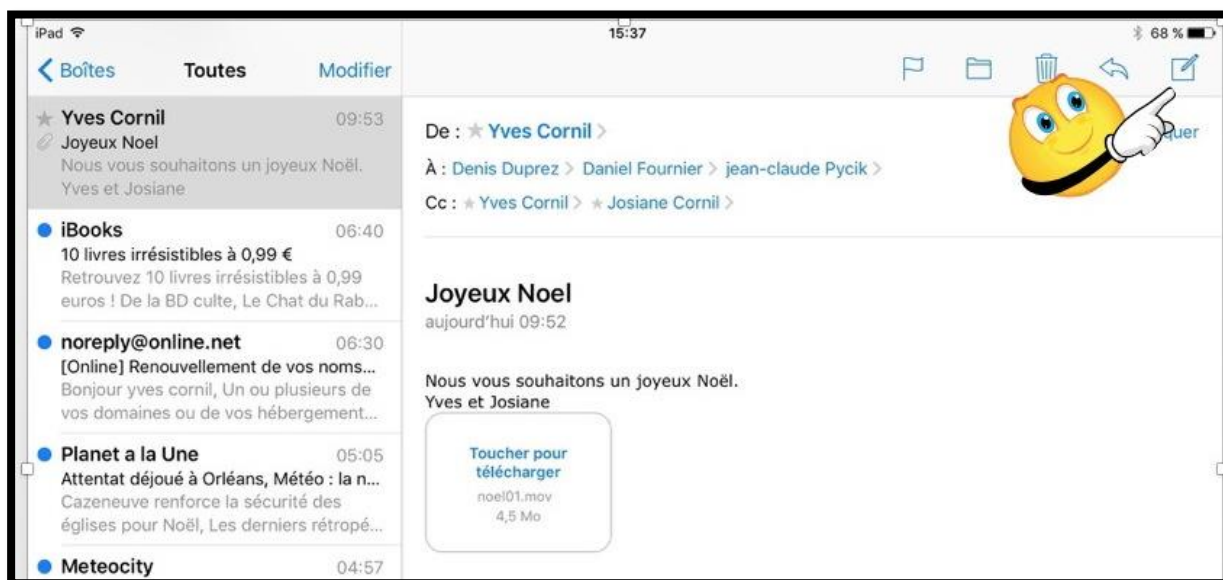 iPad 15:37 68 %
Boîtes Toutes Modifier
Yves Cornil 09:53
Joyeux Noel
Nous vous souhaitons un joyeux Noël.
Yves et Josiane
iBooks 06:40
10 livres irrésistibles à 0,99 €
Retrouvez 10 livres irrésistibles à 0,99
euros ! De la BD culte, Le Chat du Rab...
noreply@online.net 06:30
[Online] Renouvellement de vos noms...
Bonjour yves cornil, Un ou plusieurs de
vos domaines ou de vos hébergement...
Planet a la Une 05:05
Attentat déjoué à Orléans, Météo : la n...
Cazeneuve renforce la sécurité des
églises pour Noël, Les derniers rétropé...
Meteocity 04:57
De : Yves Cornil
À : Denis Duprez Daniel Fournier jean-claude Pycik
Cc : Yves Cornil Josiane Cornil
Joyeux Noel
aujourd'hui 09:52
Nous vous souhaitons un joyeux Noël.
Yves et Josiane
Toucher pour
télécharger
noel01.mov
4,5 Mo